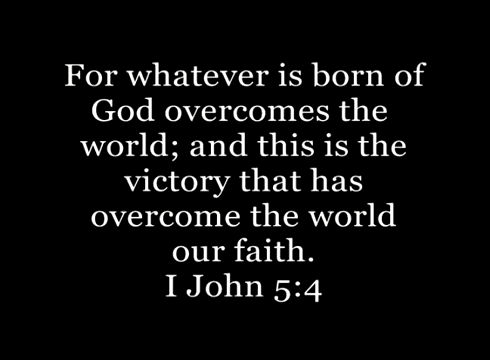 For whatever is born of
God overcomes the
world; and this is the
victory that has
overcome the world
our faith.
I John 5:4